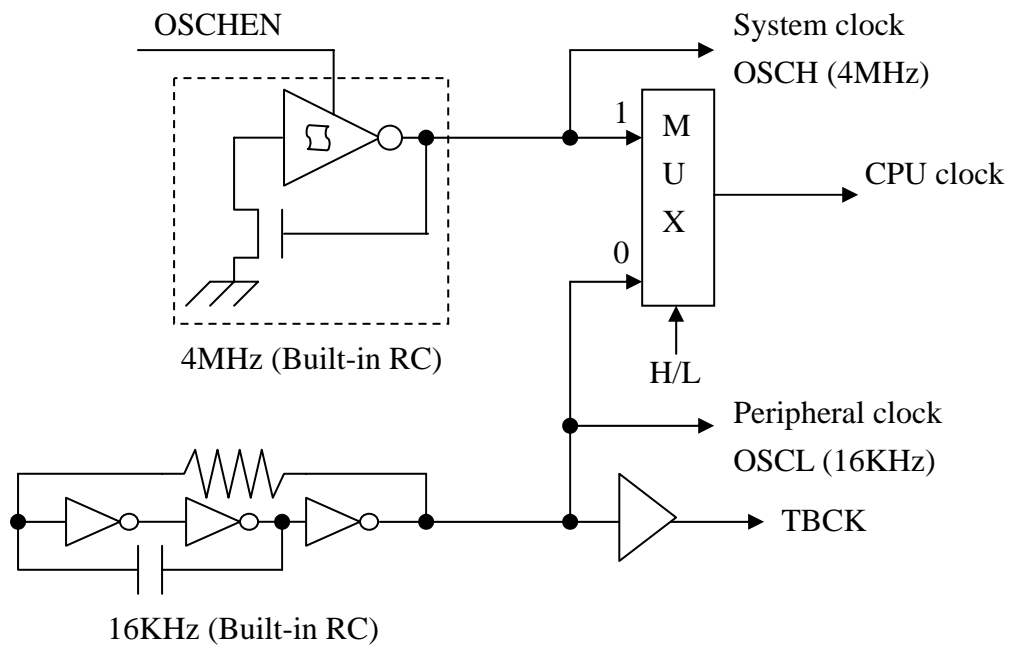 OSCHEN
System clock
OSCH (4MHz)
1
M
U
X
CPU clock
0
4MHz (Built-in RC)
H/L
Peripheral clock
OSCL (16KHz)
TBCK
16KHz (Built-in RC)